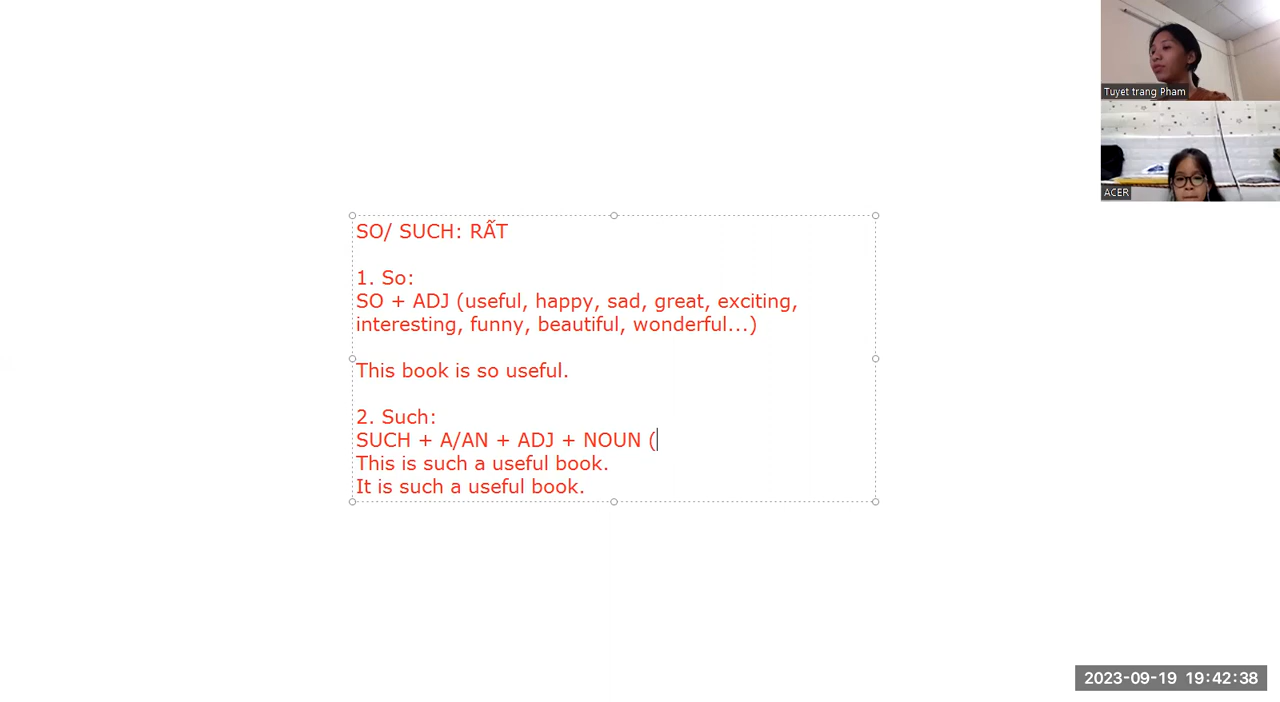 Tuyet trang Pham
ACER
SO/ SUCH: RẤT
1. So:
SO + ADJ (useful, happy, sad, great, exciting,
interesting, funny, beautiful, wonderful...)
This book is so useful.
2. Such:
SUCH + A/AN + ADJ + NOUN (
This is such a useful book.
It is such a useful book.
2023-09-19 19:42:38